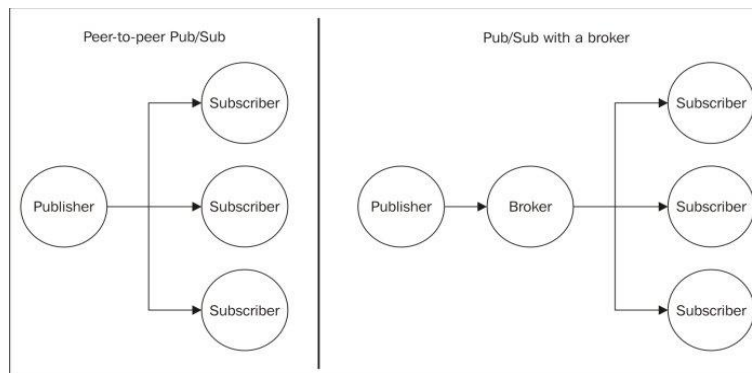 Peer-to-peer Pub/Sub
Subscriber
Publisher
Subscriber
Subscriber
Pub/Sub with a broker
Subscriber
Publisher
Broker
Subscriber
Subscriber